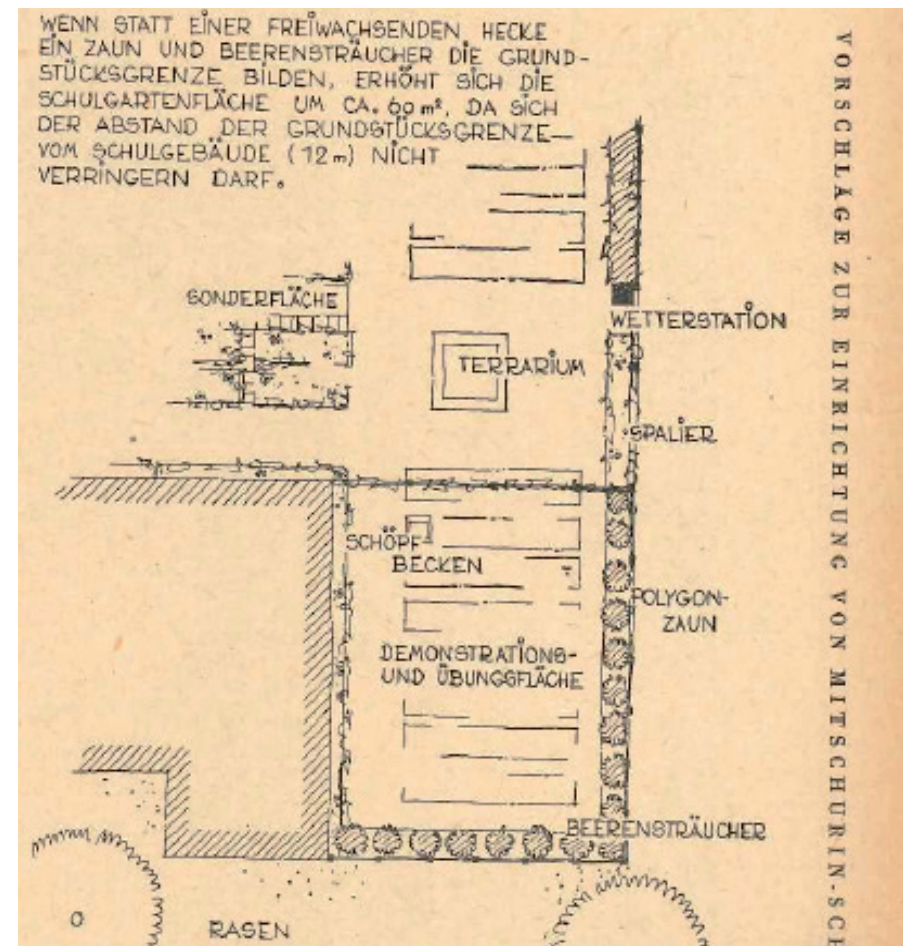 WENN STATT EINER FREIWACHSENDEN HECKE
EIN ZAUN UND BEERENSTRÄUCHER DIE GRUND-
STÜCKSGRENZE BILDEN, ERHÖHT SICH DIE
SCHULGARTENFLÄCHE UM CA. 60 m², DA SICH
DER ABSTAND DER GRUNDSTÜCKSGRENZE
VOM SCHULGEBÄUDE (12 m) NICHT
VERRINGERN DARF.
SONDERFLÄCHE
WETTERSTATION
TERRARIUM
SPALIER
SCHÖPF-
BECKEN
POLYGON-
ZAUN
DEMONSTRATIONS-
UND ÜBUNGSFLÄCHE
BEERENSTRÄUCHER
RASEN
VORSCHLÄGE ZUR EINRICHTUNG VON MITSCHURIN-SCH